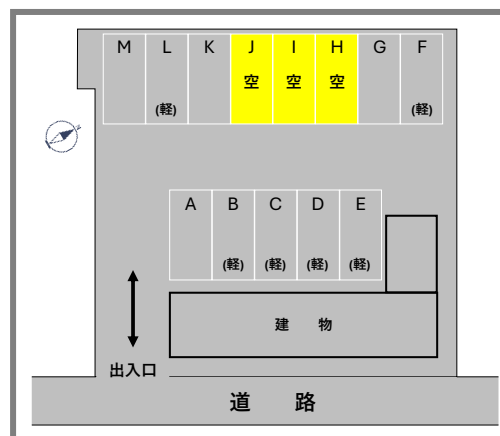 M L K J I H G F
空 空 空
(軽) (軽)
A B C D E
(軽) (軽) (軽) (軽)
建 物
出入口
道 路